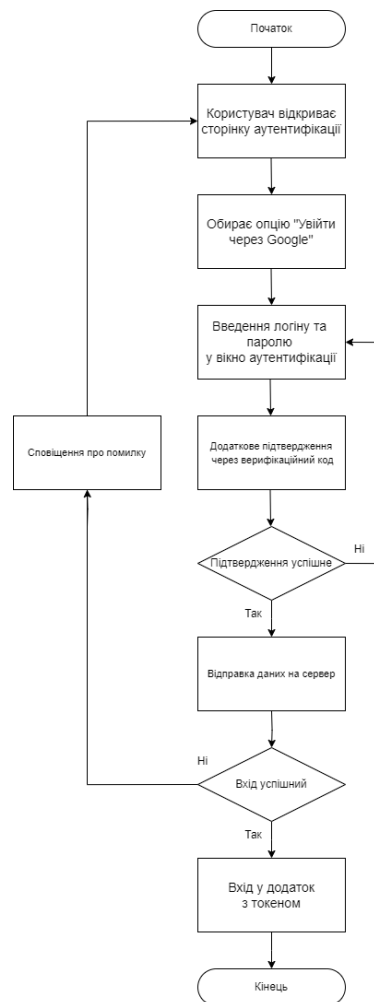 Початок
Користувач відкриває
сторінку аутентифікації
Обирає опцію "Увійти
через Google"
Введення логіну та
паролю
у вікно аутентифікації
Сповіщення про помилку
Додаткове підтвердження
через верифікаційний код
Підтвердження успішне
Ні
Так
Відправка даних на сервер
Ні
Вхід успішний
Так
Вхід у додаток
з токеном
Кінець